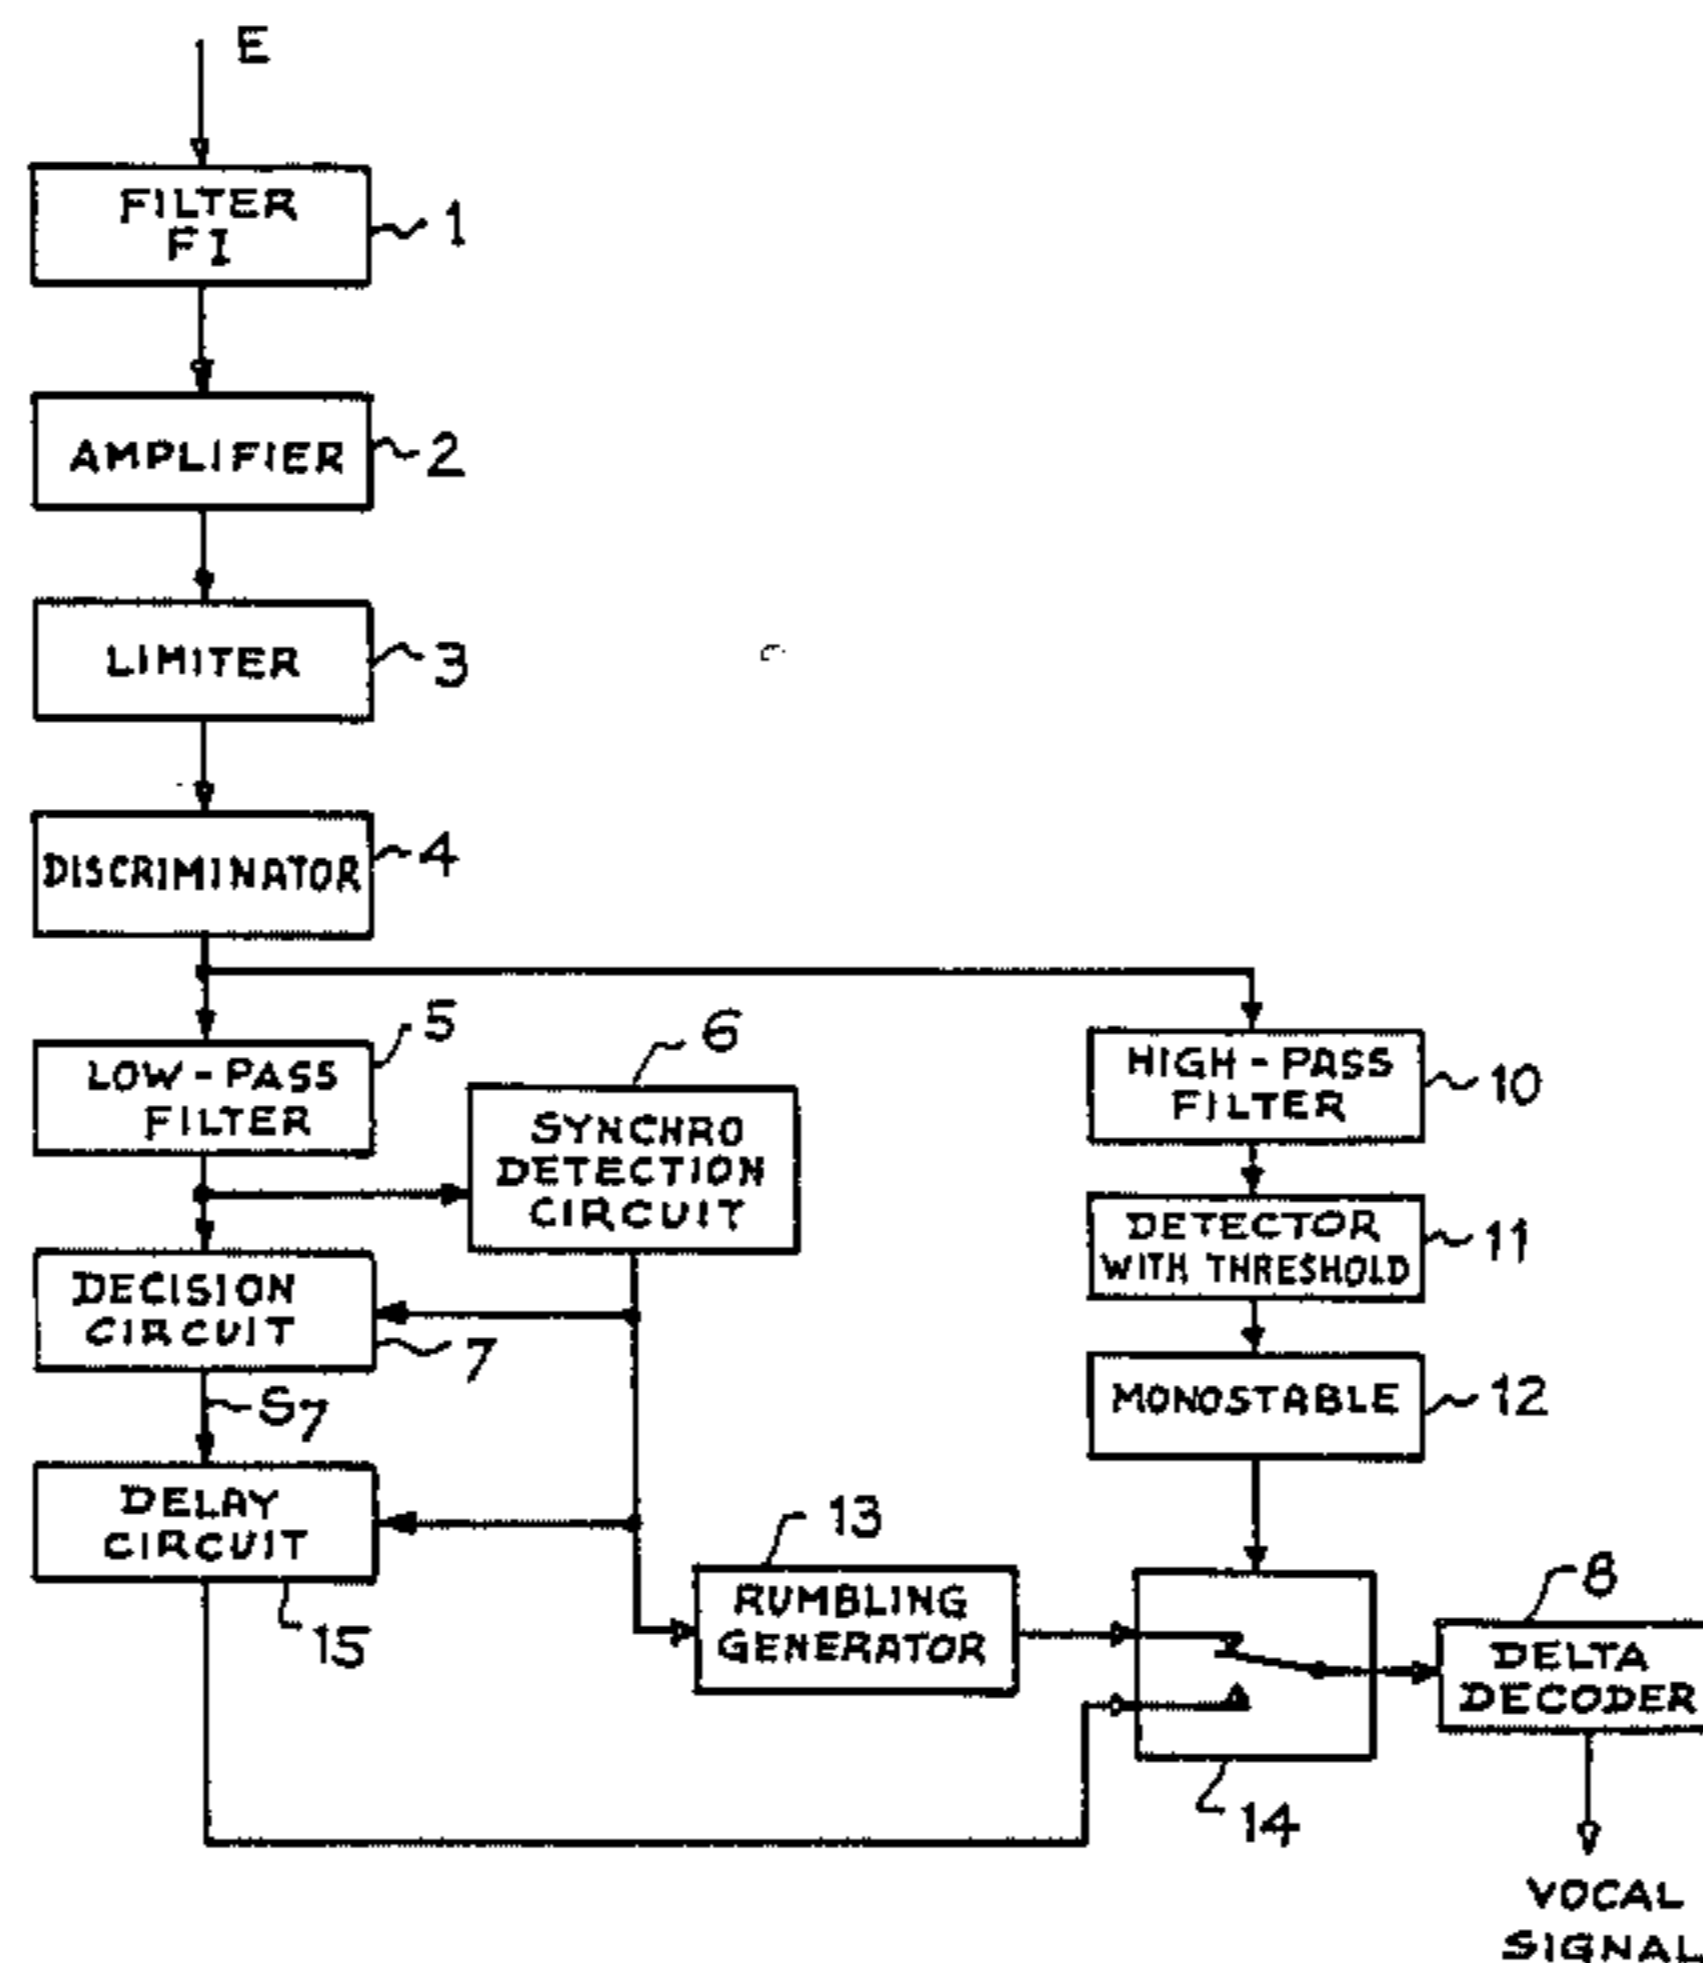 E
FILTER
FI
1
AMPLIFIER
2
LIMITER
3
DISCRIMINATOR
4
LOW-PASS
FILTER
5
SYNCHRO
DETECTION
CIRCUIT
6
HIGH-PASS
FILTER
10
DETECTOR
WITH THRESHOLD
11
DECISION
CIRCUIT
7
MONOSTABLE
12
S7
DELAY
CIRCUIT
15
RUMBLING
GENERATOR
13
14
DELTA
DECODER
8
VOCAL
SIGNAL